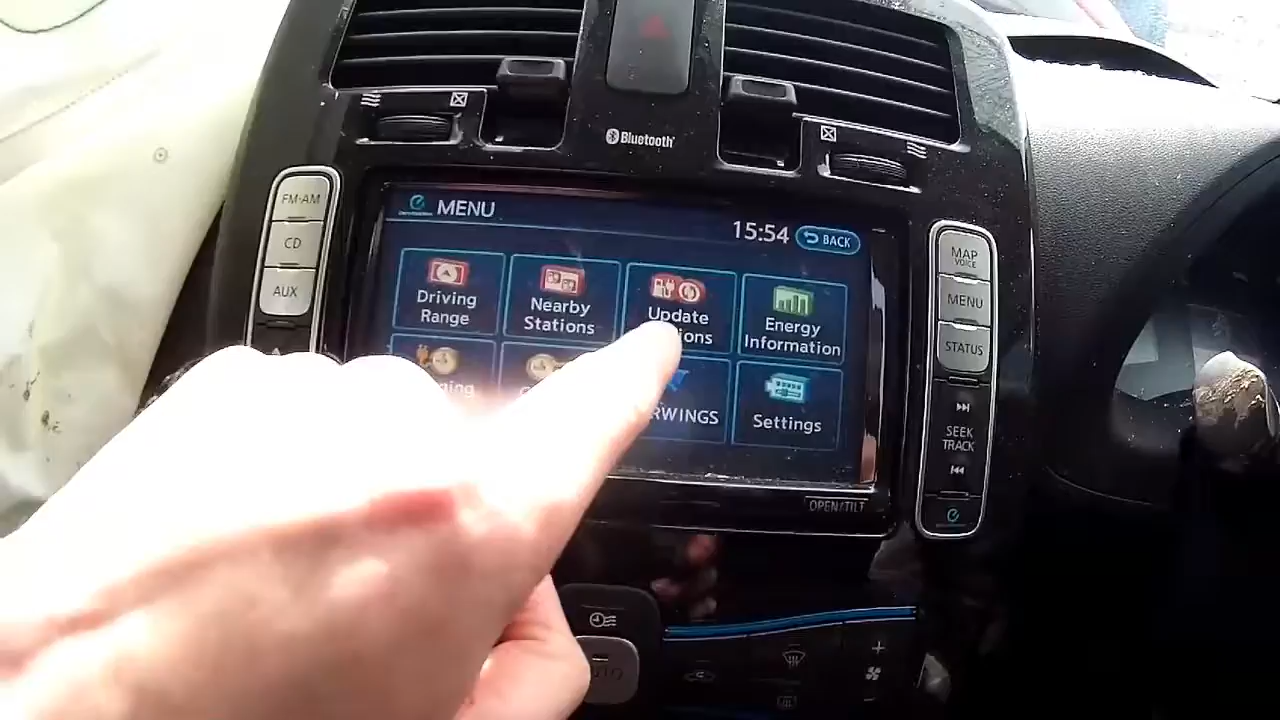 Bluetooth
FM·AM
CD
AUX
MENU
15:54
BACK
Driving
Range
Nearby
Stations
Update
Energy
Information
Settings
MAP
VOICE
MENU
STATUS
SEEK
TRACK
OPEN/TILT